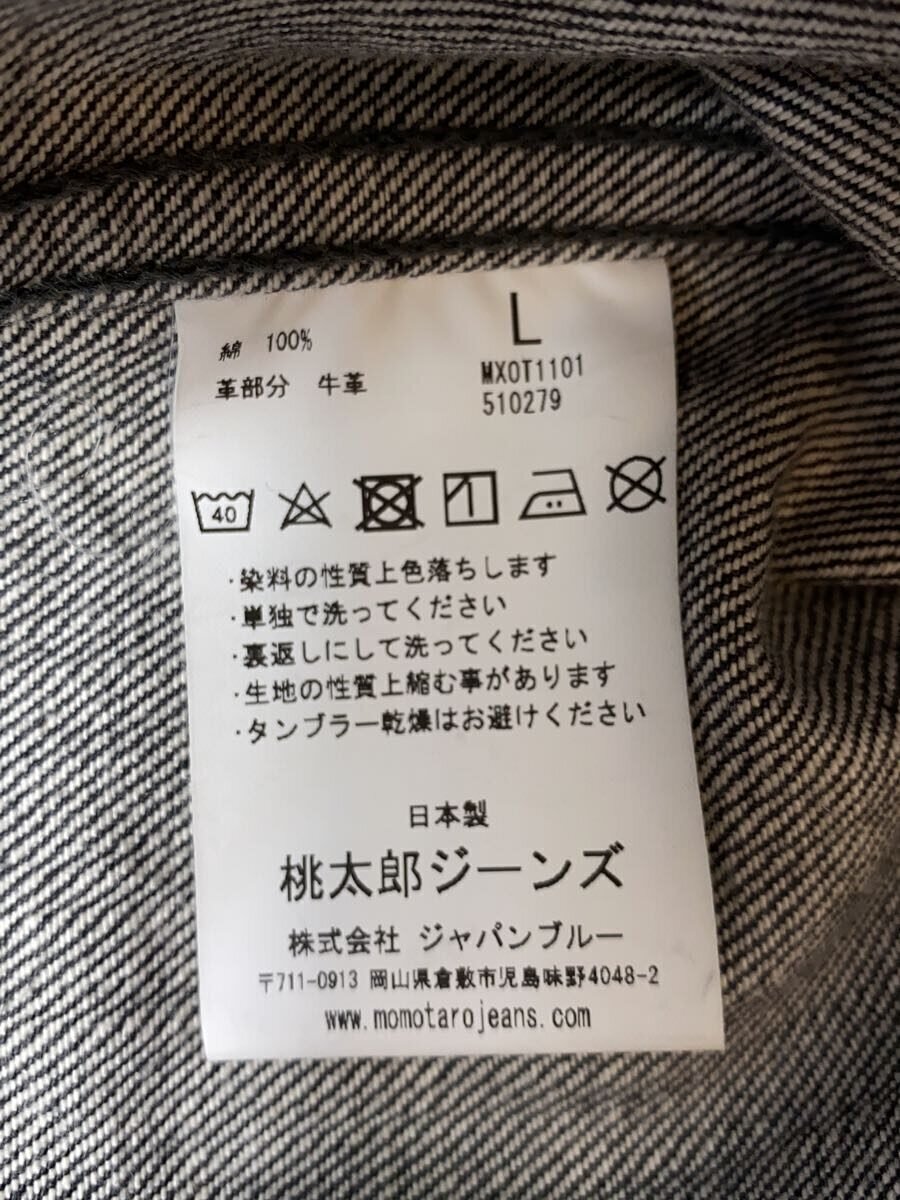 綿 100%
革部分 牛革
L
MXOT1101
510279
40
・染料の性質上色落ちします
・単独で洗ってください
・裏返しにして洗ってください
・生地の性質上縮む事があります
・タンブラー乾燥はお避けください
日本製
桃太郎ジーンズ
株式会社 ジャパンブルー
〒711-0913 岡山県倉敷市児島味野4048-2
www.momotarojeans.com